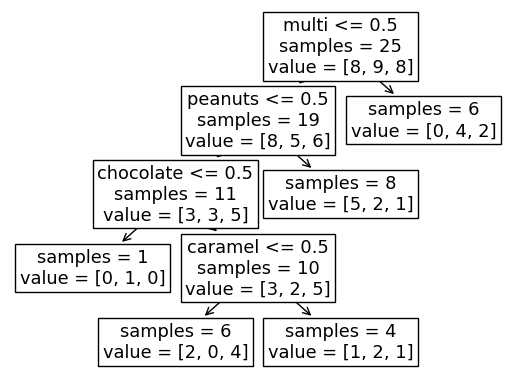 multi <= 0.5
samples = 25
value = [8, 9, 8]
peanuts <= 0.5
samples = 19
value = [8, 5, 6]
samples = 6
value = [0, 4, 2]
chocolate <= 0.5
samples = 11
value = [3, 3, 5]
samples = 8
value = [5, 2, 1]
samples = 1
value = [0, 1, 0]
caramel <= 0.5
samples = 10
value = [3, 2, 5]
samples = 6
value = [2, 0, 4]
samples = 4
value = [1, 2, 1]